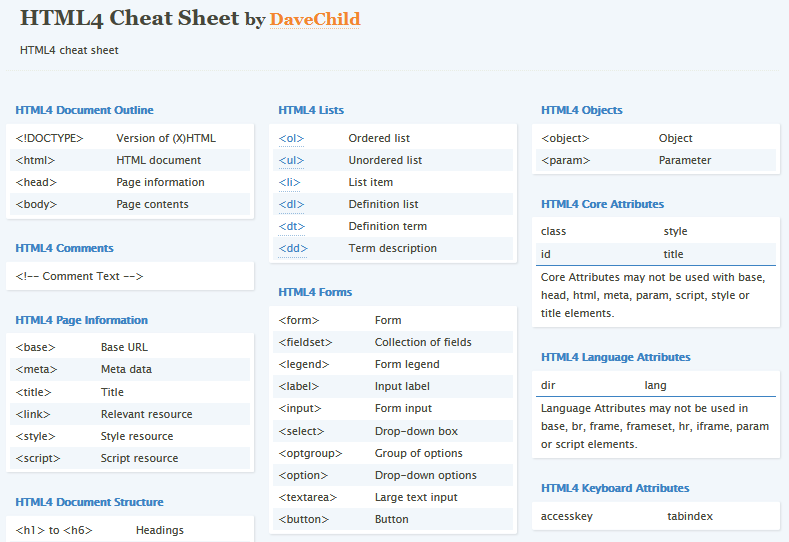 HTML4 Cheat Sheet by DaveChild
HTML4 cheat sheet
HTML4 Document Outline
<!DOCTYPE> Version of (X)HTML
<html> HTML document
<head> Page information
<body> Page contents
HTML4 Comments
<!-- Comment Text -->
HTML4 Page Information
<base> Base URL
<meta> Meta data
<title> Title
<link> Relevant resource
<style> Style resource
<script> Script resource
HTML4 Document Structure
<h1> to <h6> Headings
HTML4 Lists
<ol> Ordered list
<ul> Unordered list
<li> List item
<dl> Definition list
<dt> Definition term
<dd> Term description
HTML4 Forms
<form> Form
<fieldset> Collection of fields
<legend> Form legend
<label> Input label
<input> Form input
<select> Drop-down box
<optgroup> Group of options
<option> Drop-down options
<textarea> Large text input
<button> Button
HTML4 Objects
<object> Object
<param> Parameter
HTML4 Core Attributes
class style
id title
Core Attributes may not be used with base,
head, html, meta, param, script, style or
title elements.
HTML4 Language Attributes
dir lang
Language Attributes may not be used in
base, br, frame, frameset, hr, iframe, param
or script elements.
HTML4 Keyboard Attributes
accesskey tabindex